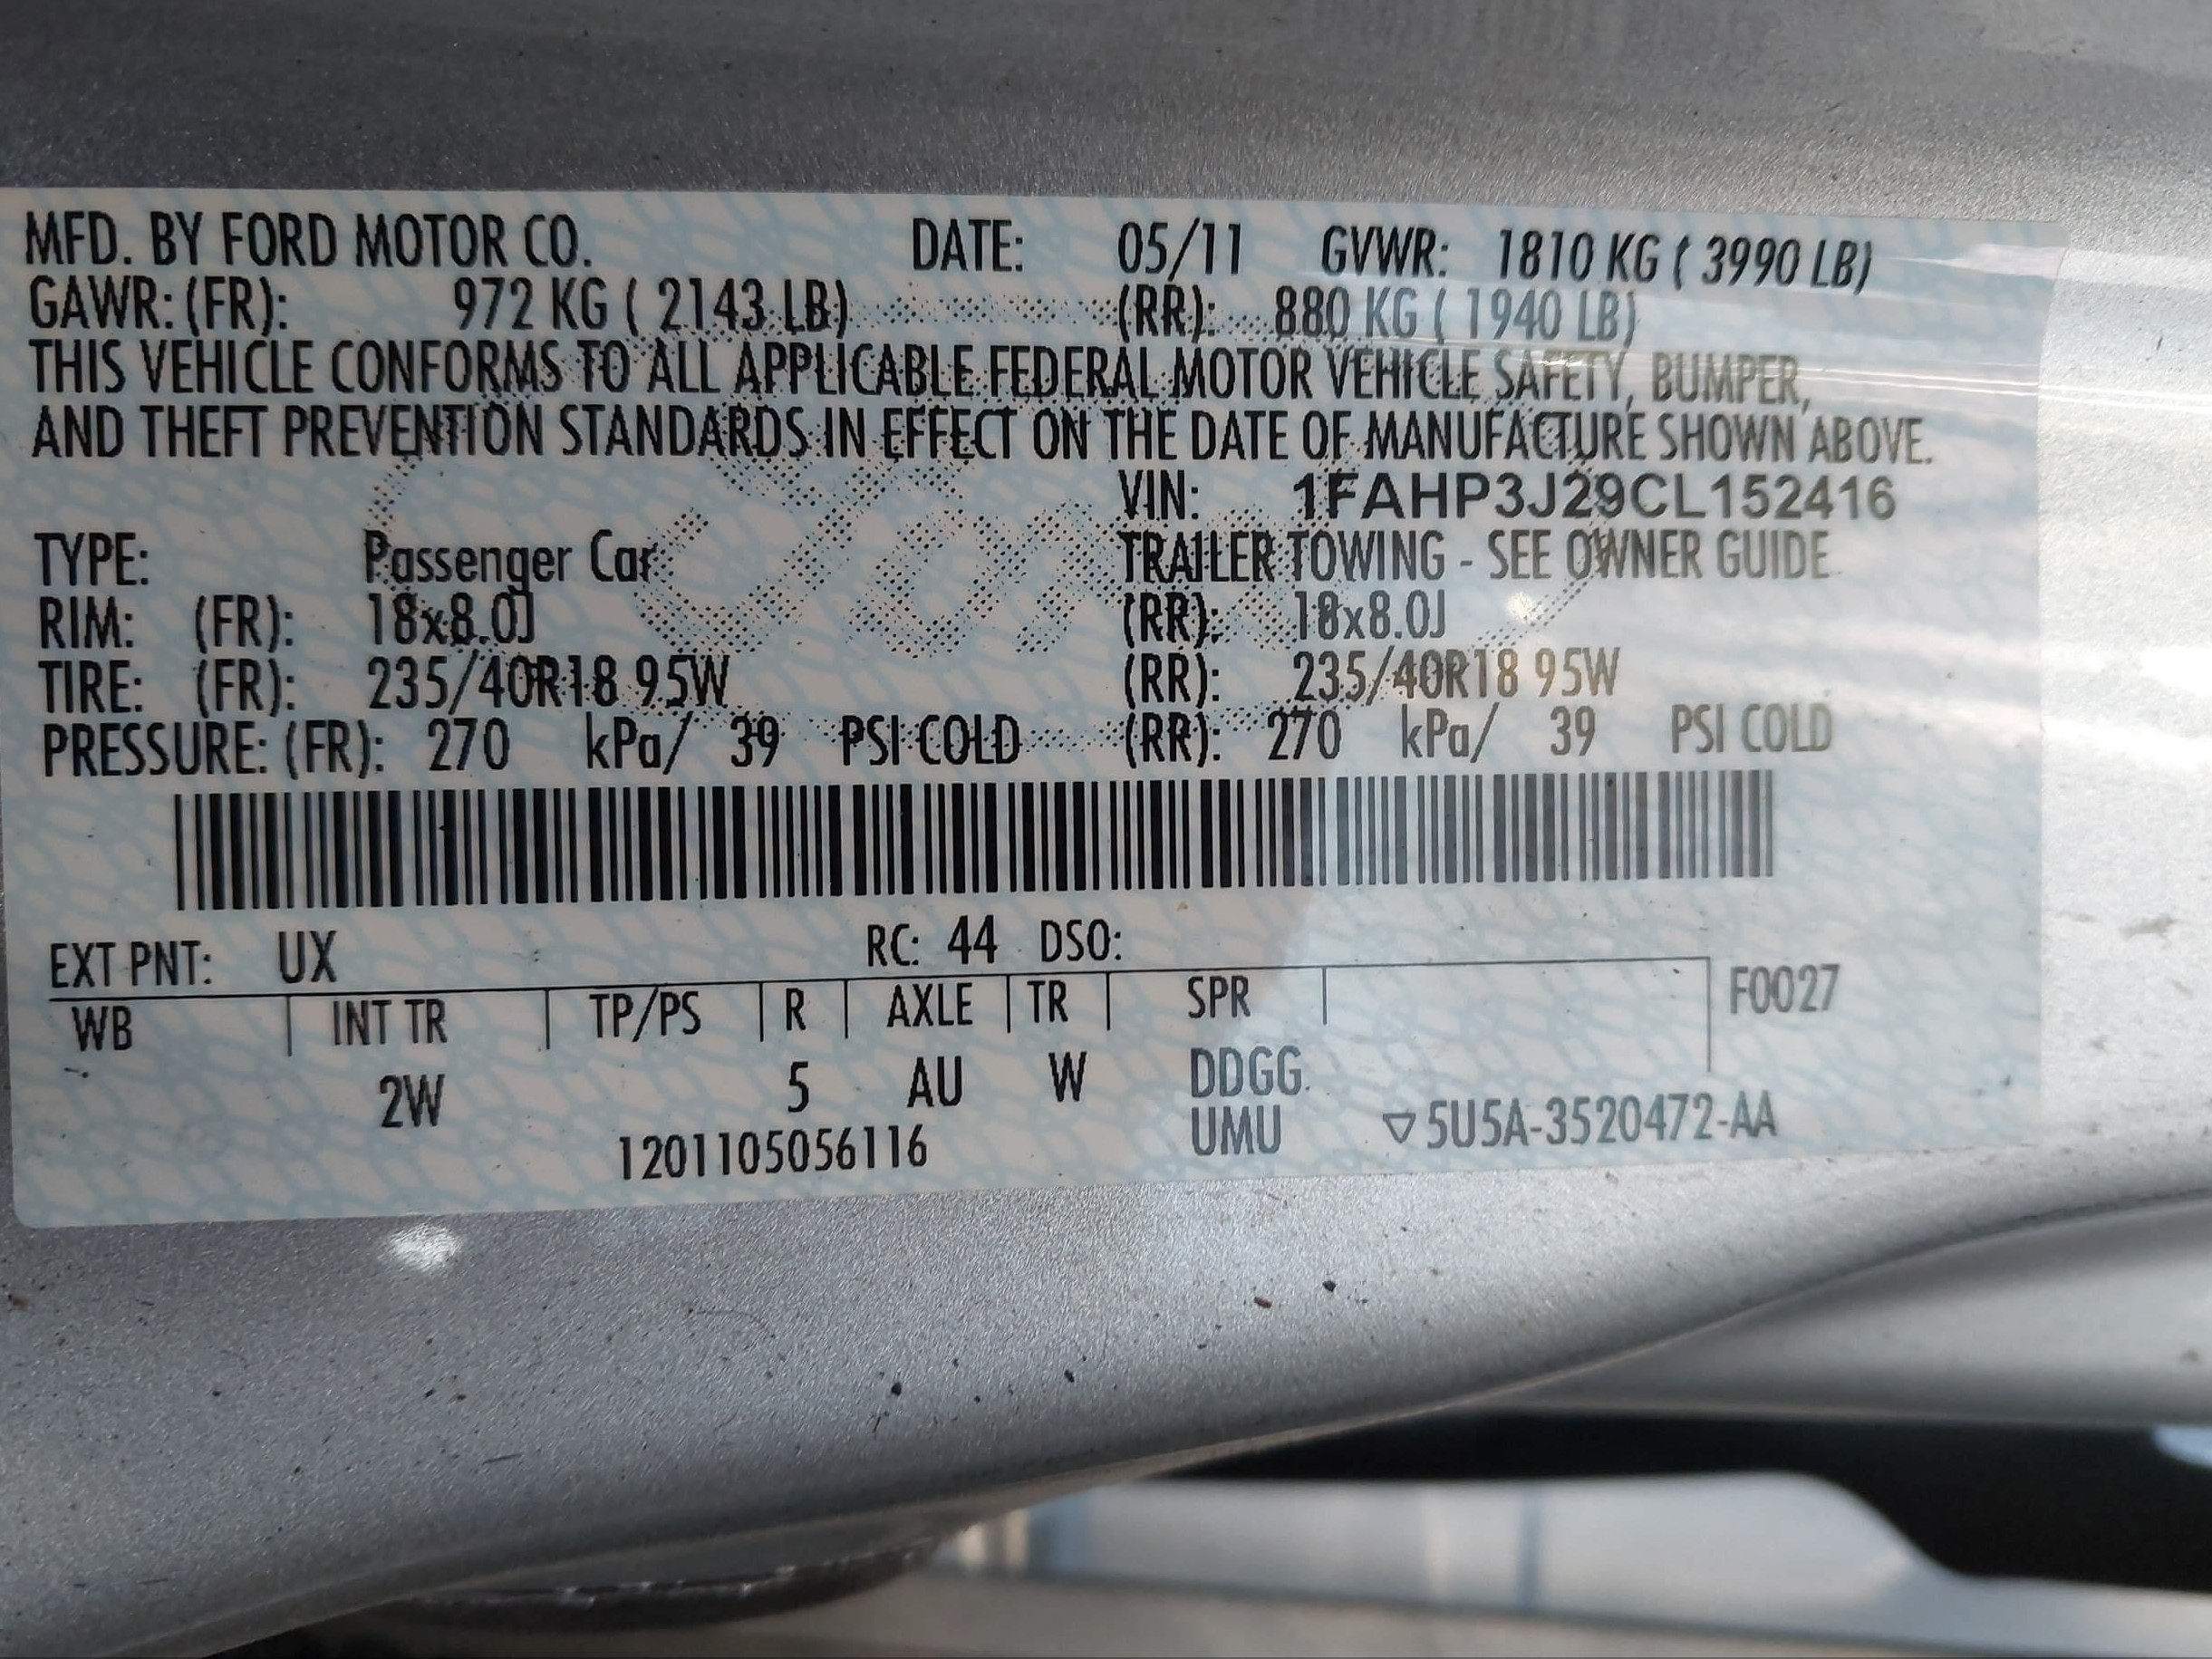 MFD. BY FORD MOTOR CO. DATE: 05/11 GVWR: 1810 KG ( 3990 LB)
GAWR: (FR): 972 KG ( 2143 LB) (RR): 880 KG ( 1940 LB)
THIS VEHICLE CONFORMS TO ALL APPLICABLE FEDERAL MOTOR VEHICLE SAFETY, BUMPER,
AND THEFT PREVENTION STANDARDS IN EFFECT ON THE DATE OF MANUFACTURE SHOWN ABOVE.
VIN: 1FAHP3J29CL152416
TYPE: Passenger Car TRAILER TOWING - SEE OWNER GUIDE
RIM: (FR): 18x8.0J (RR): 18x8.0J
TIRE: (FR): 235/40R18 95W (RR): 235/40R18 95W
PRESSURE: (FR): 270 kPa/ 39 PSI COLD (RR): 270 kPa/ 39 PSI COLD
EXT PNT: UX RC: 44 DSO:
WB INT TR TP/PS R AXLE TR SPR F0027
2W 5 AU W DDGG
1201105056116 UMU ▽5U5A-3520472-AA